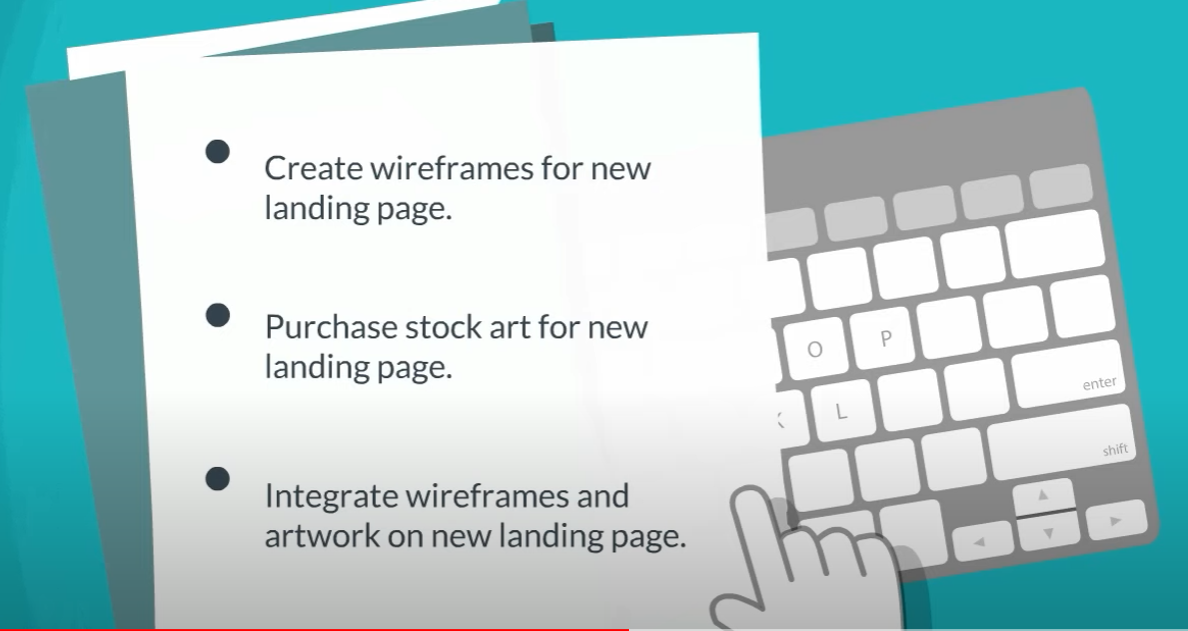 Create wireframes for new
landing page.
Purchase stock art for new
landing page.
Integrate wireframes and
artwork on new landing page.
O
P
K
L
enter
shift